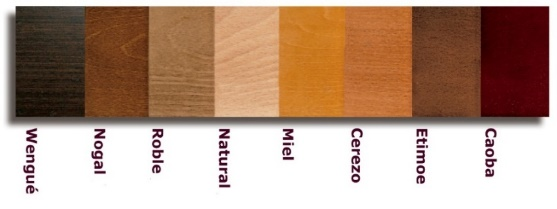 Wengué
Nogal
Roble
Natural
Miel
Cerezo
Etimoe
Caoba